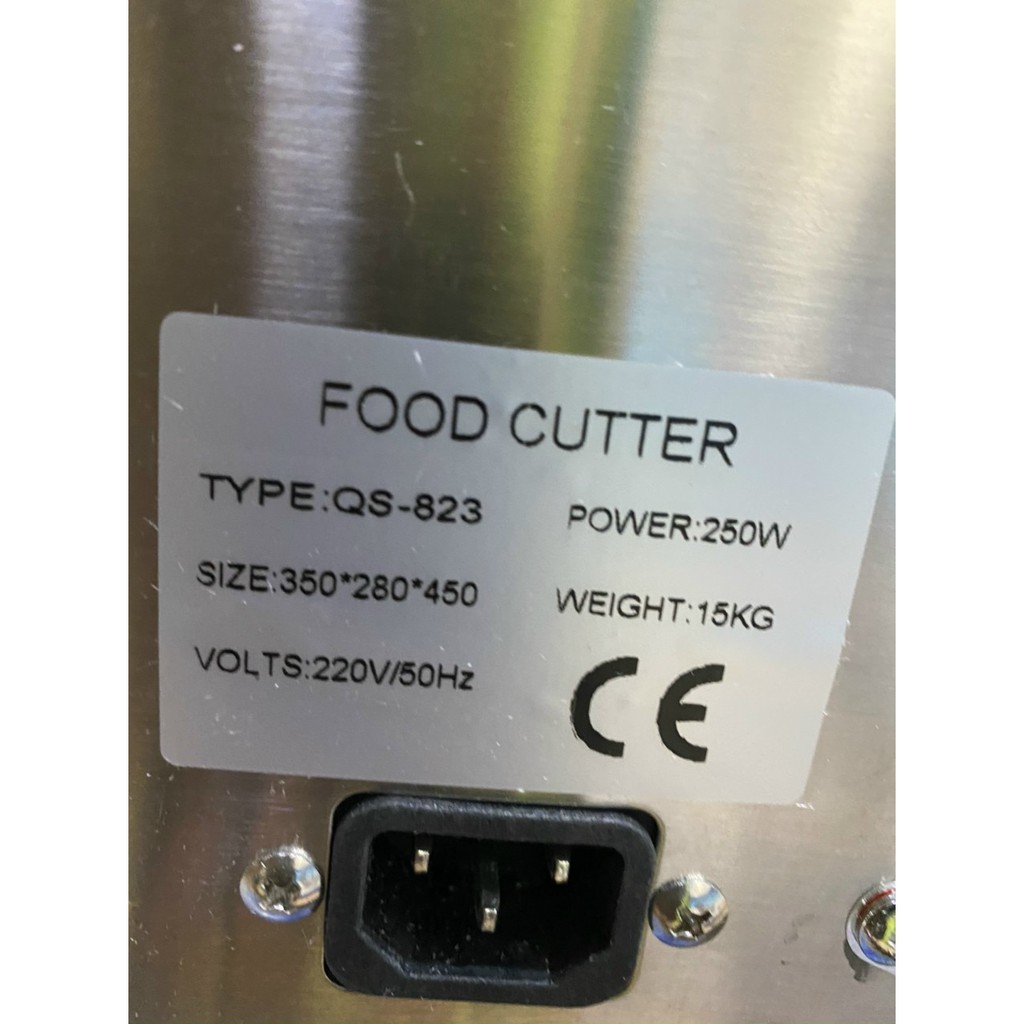 FOOD CUTTER
TYPE:QS-823
POWER:250W
SIZE:350*280*450
WEIGHT:15KG
VOLTS:220V/50Hz
CE